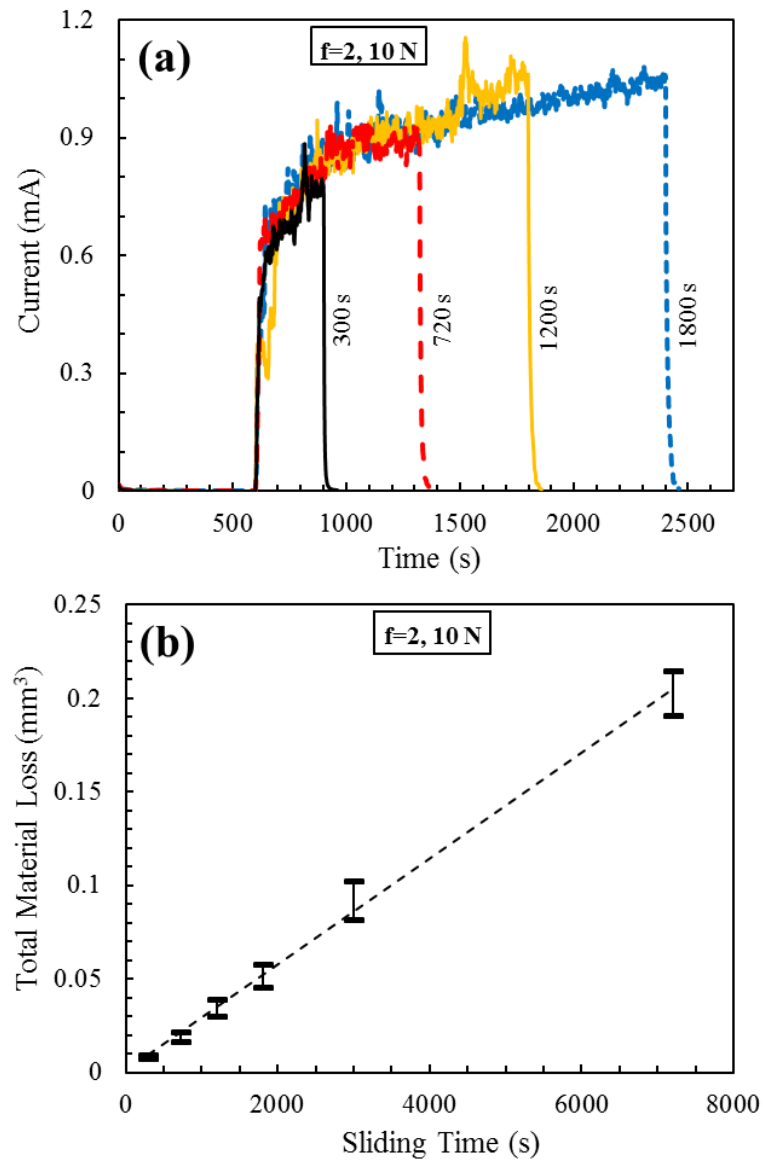 (a)
f=2, 10 N
1.2
0.9
0.6
0.3
0
Current (mA)
300 s
720 s
1200 s
1800 s
0
500
1000
1500
2000
2500
Time (s)
(b)
f=2, 10 N
0.25
0.2
0.15
0.1
0.05
0
Total Material Loss (mm³)
0
2000
4000
6000
8000
Sliding Time (s)